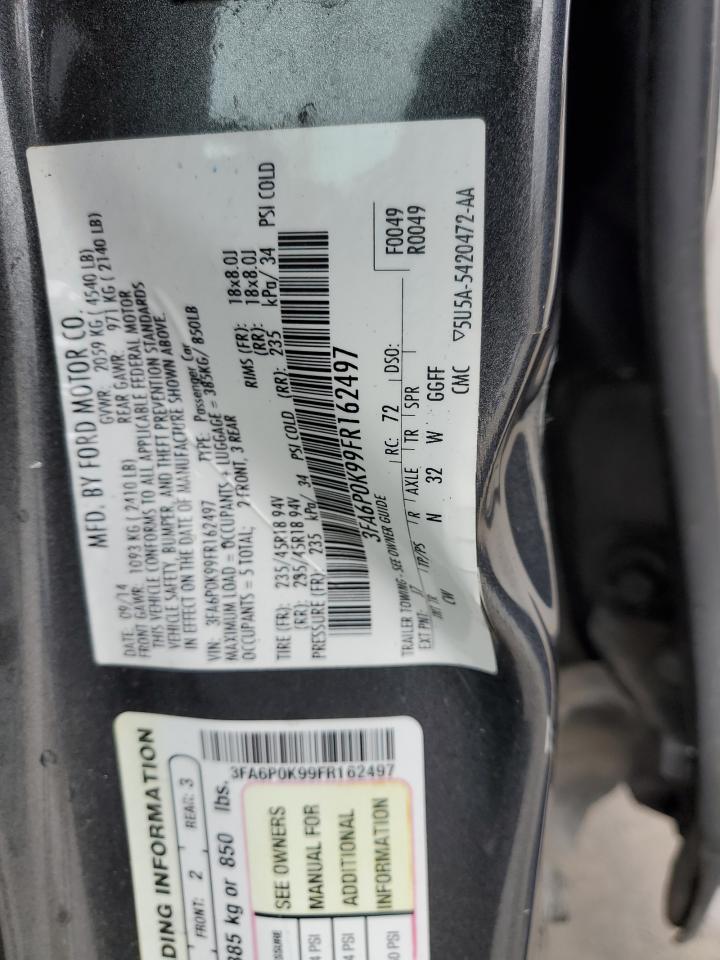 MFD. BY FORD MOTOR CO.
DATE: 09/14 GVWR: 2059 KG ( 4540 LB)
FRONT GAWR: 1093 KG ( 2410 LB) REAR GAWR: 971 KG ( 2140 LB)
THIS VEHICLE CONFORMS TO ALL APPLICABLE FEDERAL MOTOR
VEHICLE SAFETY, BUMPER, AND THEFT PREVENTION STANDARDS
IN EFFECT ON THE DATE OF MANUFACTURE SHOWN ABOVE.
VIN: 3FA6P0K99FR162497 TYPE: Passenger Car
MAXIMUM LOAD = OCCUPANTS + LUGGAGE = 385KG/ 850LB
OCCUPANTS = 5 TOTAL; 2 FRONT, 3 REAR
TIRE (FR): 235/45R18 94V RIMS (FR): 18x8.0J
(RR): 235/45R18 94V (RR): 18x8.0J
PRESSURE (FR): 235 kPa/ 34 PSI COLD (RR): 235 kPa/ 34 PSI COLD
3FA6P0K99FR162497
TRAILER TOWING-SEE OWNER GUIDE
EXT PNT: RC: 72 DSO: F0049
R0049
TP/PS R AXLE TR SPR
CW N 32 W GGFF
CMC ▽5U5A-5420472-AA
DING INFORMATION
FRONT: 2 REAR: 3
385 kg or 850 lbs.
3FA6P0K99FR162497
SEE OWNERS
MANUAL FOR
ADDITIONAL
INFORMATION
4 PSI
4 PSI
60 PSI